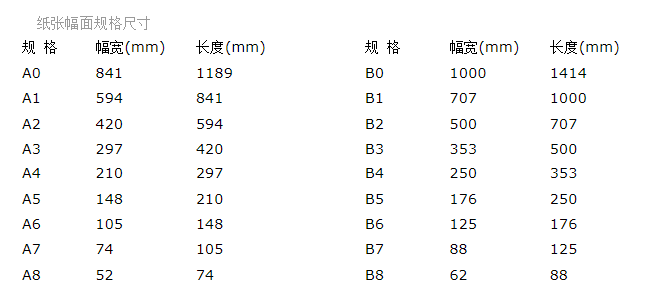 纸张幅面规格尺寸
规 格 幅宽(mm) 长度(mm) 规 格 幅宽(mm) 长度(mm)
A0 841 1189 B0 1000 1414
A1 594 841 B1 707 1000
A2 420 594 B2 500 707
A3 297 420 B3 353 500
A4 210 297 B4 250 353
A5 148 210 B5 176 250
A6 105 148 B6 125 176
A7 74 105 B7 88 125
A8 52 74 B8 62 88